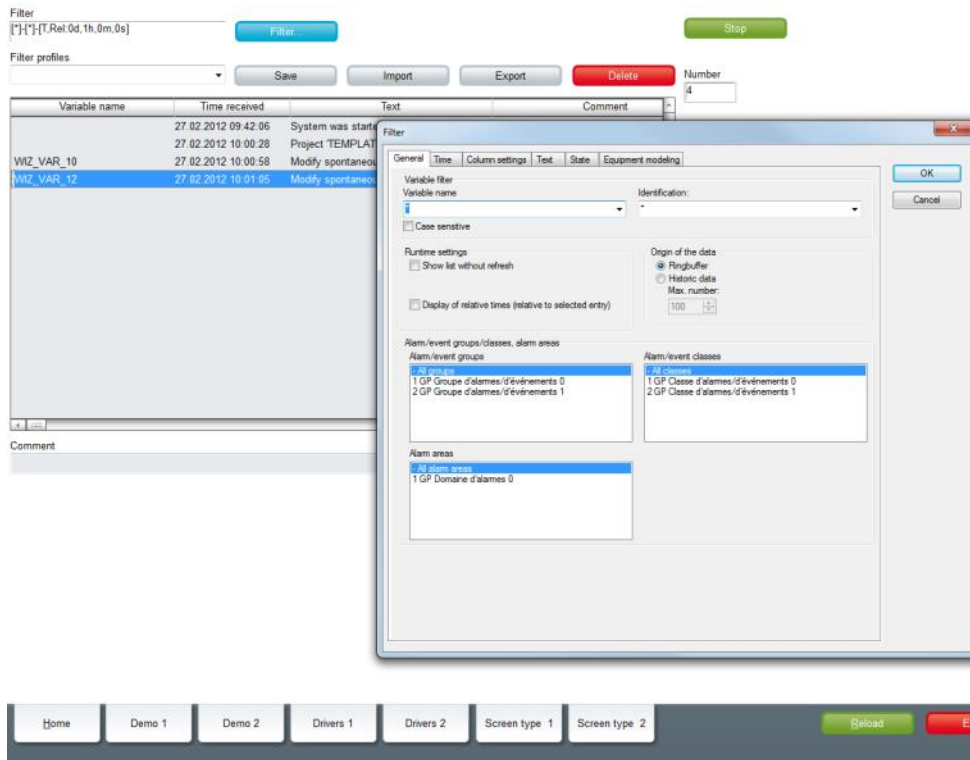 Filter
[*]-[*]-[T,Rel:0d,1h,0m,0s]
Filter...
Stop
Filter profiles
Save
Import
Export
Delete
Number
4
Variable name
Time received
Text
Comment
27.02.2012 09:42:06 System was starte
27.02.2012 10:00:28 Project 'TEMPLAT
WIZ_VAR_10 27.02.2012 10:00:58 Modify spontaneou
WIZ_VAR_12 27.02.2012 10:01:05 Modify spontaneou
Comment
Filter
General
Time
Column settings
Text
State
Equipment modeling
OK
Cancel
Variable filter
Variable name
Identification:
*
*
Case sensitive
Runtime settings
Show list without refresh
Display of relative times (relative to selected entry)
Origin of the data
Ringbuffer
Historic data
Max. number:
100
Alarm/event groups/classes, alarm areas
Alarm/event groups
- All groups
1 GP Groupe d'alarmes/d'événements 0
2 GP Groupe d'alarmes/d'événements 1
Alarm/event classes
- All classes
1 GP Classe d'alarmes/d'événements 0
2 GP Classe d'alarmes/d'événements 1
Alarm areas
- All alarm areas
1 GP Domaine d'alarmes 0
Home
Demo 1
Demo 2
Drivers 1
Drivers 2
Screen type 1
Screen type 2
Reload
E